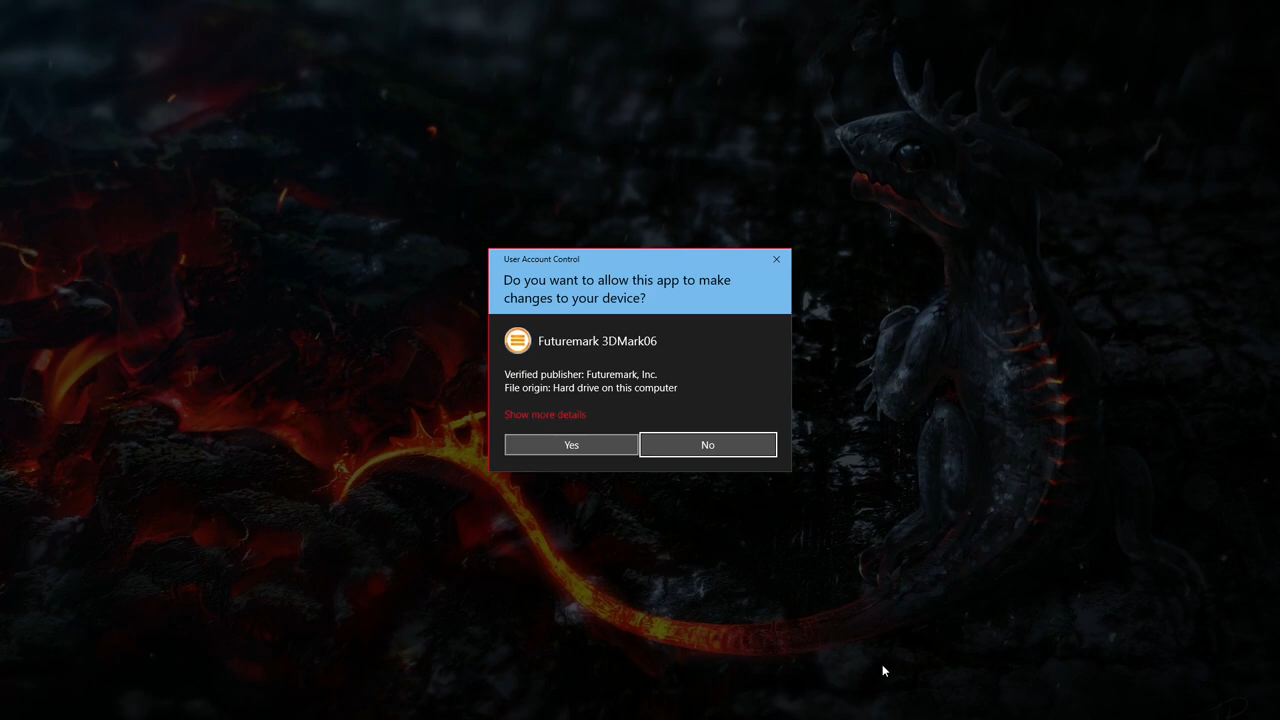 User Account Control
Do you want to allow this app to make
changes to your device?
Futuremark 3DMark06
Verified publisher: Futuremark, Inc.
File origin: Hard drive on this computer
Show more details
Yes
No